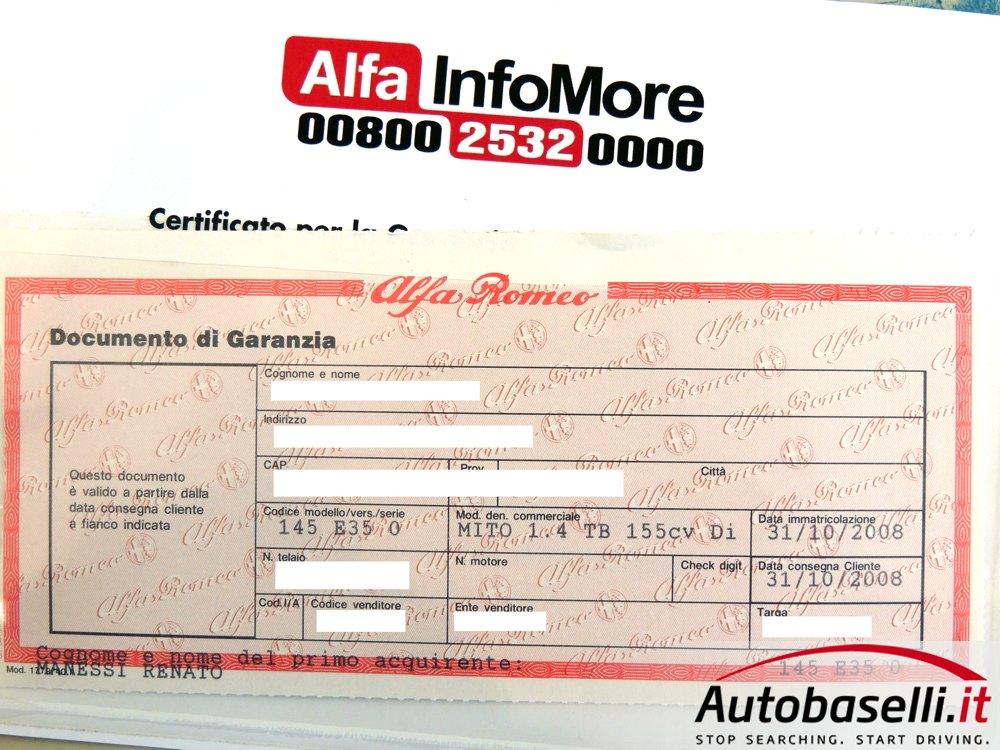 Alfa InfoMore
00800 2532 0000
Certificato per la
Alfa Romeo
Documento di Garanzia
Questo documento
è valido a partire dalla
data consegna cliente
a fianco indicata
Cognome e nome
Indirizzo
CAP Prov. Città
Codice modello/vers./serie Mod. den. commerciale Data immatricolazione
145 E35 0 MITO 1.4 TB 155cv Di 31/10/2008
N. telaio N. motore Check digit Data consegna Cliente
31/10/2008
Cod.I/A Codice venditore Ente venditore Targa
Cognome e nome del primo acquirente: 145 E35 0
Mod. MANESSI RENATO
Autobaselli.it
STOP SEARCHING. START DRIVING.